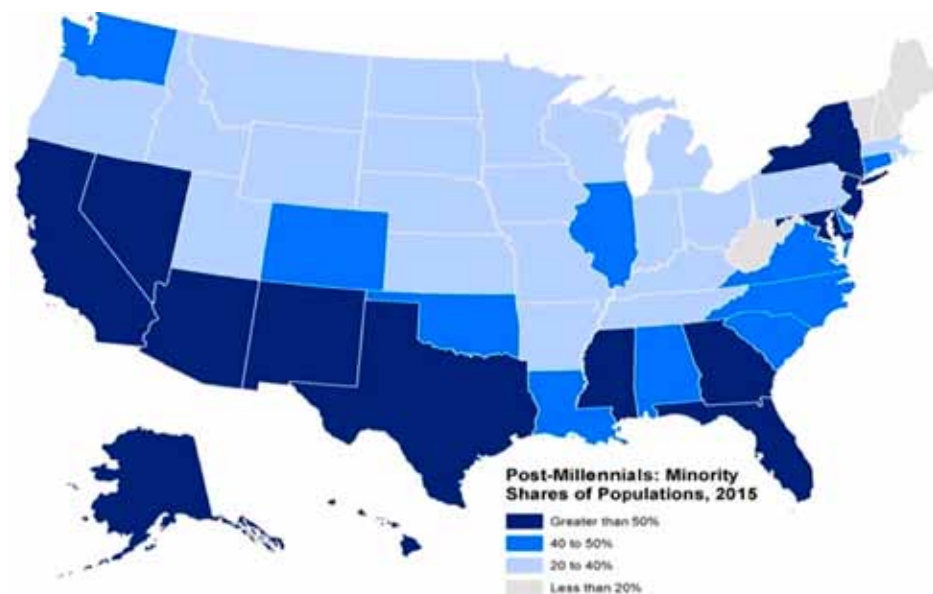 Post-Millennials: Minority
Shares of Populations, 2015
Greater than 50%
40 to 50%
20 to 40%
Less than 20%